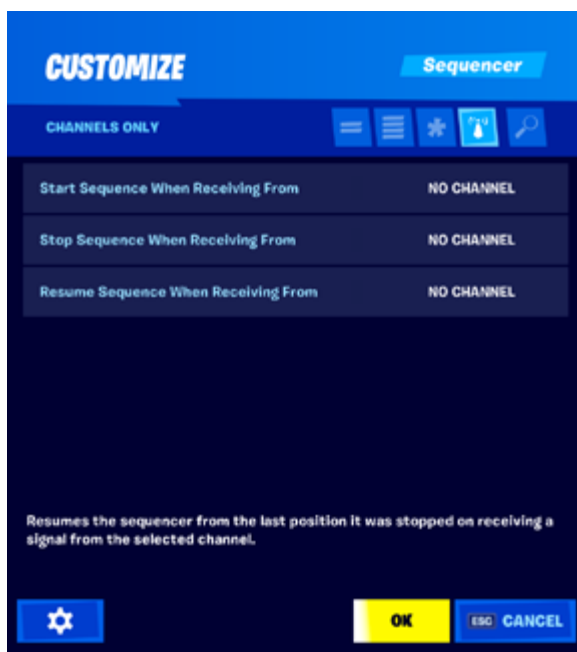 CUSTOMIZE
Sequencer
CHANNELS ONLY
Start Sequence When Receiving From NO CHANNEL
Stop Sequence When Receiving From NO CHANNEL
Resume Sequence When Receiving From NO CHANNEL
Resumes the sequencer from the last position it was stopped on receiving a
signal from the selected channel.
OK
ESC CANCEL